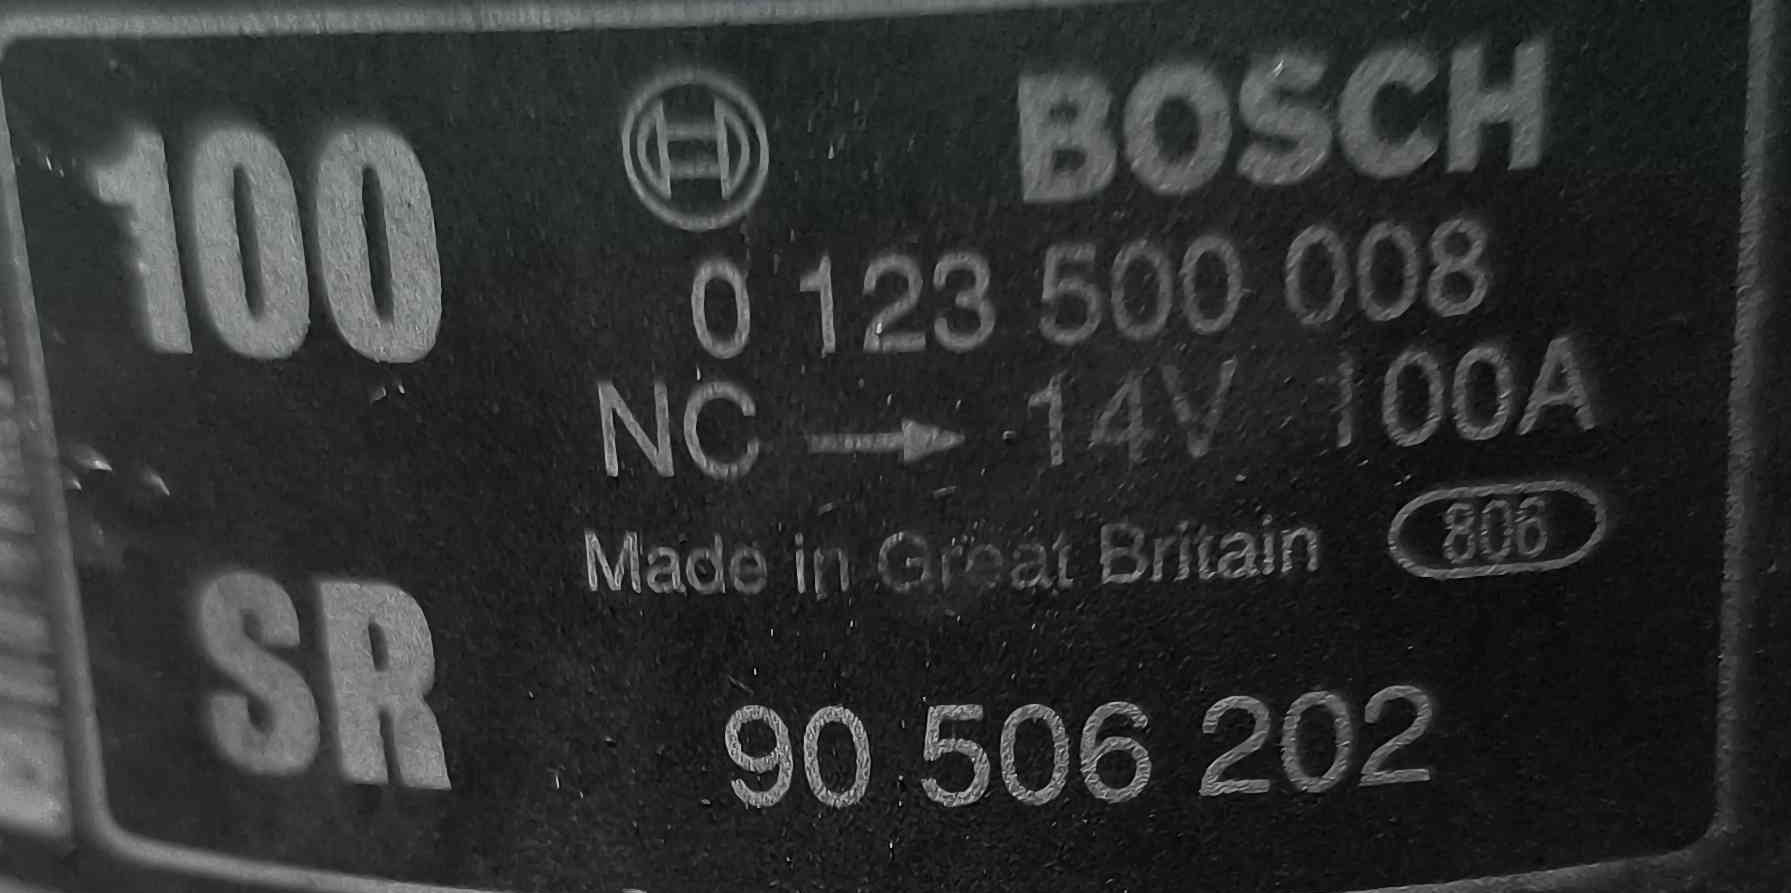 100
BOSCH
0 123 500 008
NC → 14V 100A
Made in Great Britain 806
SR
90 506 202